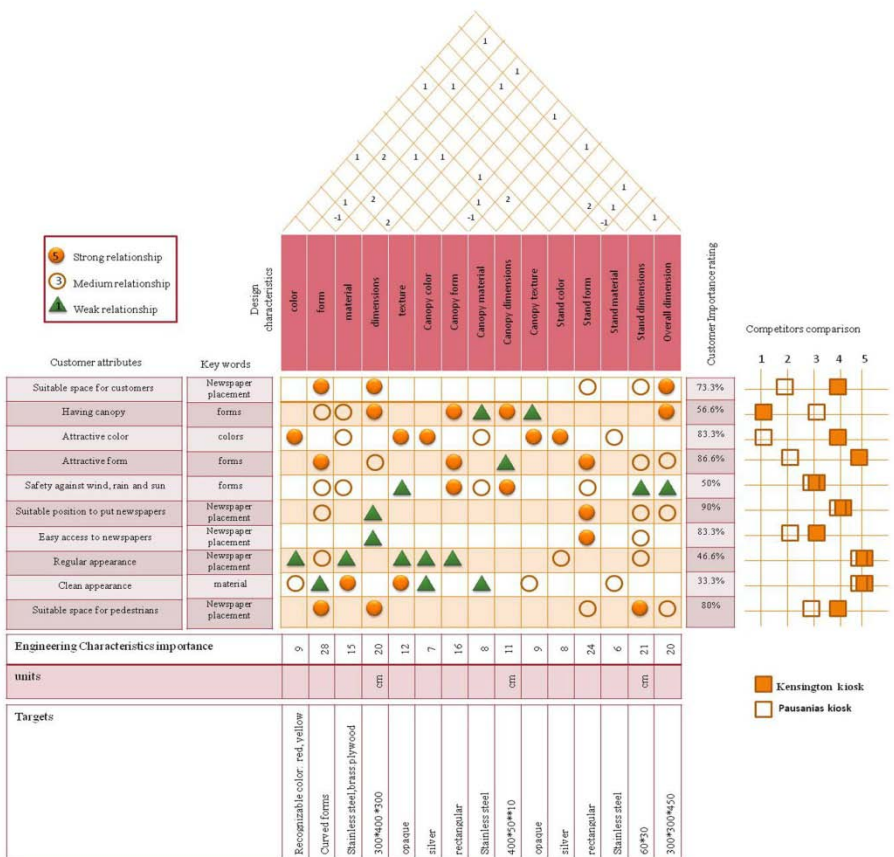 1
1
1
1
1
1
1
1
1
2
1
1
1
1
1
1
2
2
2
1
-1
1
2
-1
1
-1
1
5 Strong relationship
3 Medium relationship
1 Weak relationship
Design characteristics
color
form
material
dimensions
texture
Canopy color
Canopy form
Canopy material
Canopy dimensions
Canopy texture
Stand color
Stand form
Stand material
Stand dimensions
Overall dimension
Customer Importance rating
Competitors comparison
1 2 3 4 5
Customer attributes Key words
Suitable space for customers Newspaper placement 73.3%
Having canopy forms 56.6%
Attractive color colors 83.3%
Attractive form forms 86.6%
Safety against wind, rain and sun forms 50%
Suitable position to put newspapers Newspaper placement 90%
Easy access to newspapers Newspaper placement 83.3%
Regular appearance Newspaper placement 46.6%
Clean appearance material 33.3%
Suitable space for pedestrians Newspaper placement 80%
Engineering Characteristics importance 9 28 15 20 12 7 16 8 11 9 8 24 6 21 20
units cm cm cm
Targets
Recognizable color: red, yellow
Curved forms
Stainless steel,brass.plywood
300*400 *300
opaque
silver
rectangular
Stainless steel
400*50**10
opaque
silver
rectangular
Stainless steel
60*30
300*300*450
Kensington kiosk
Pausanias kiosk